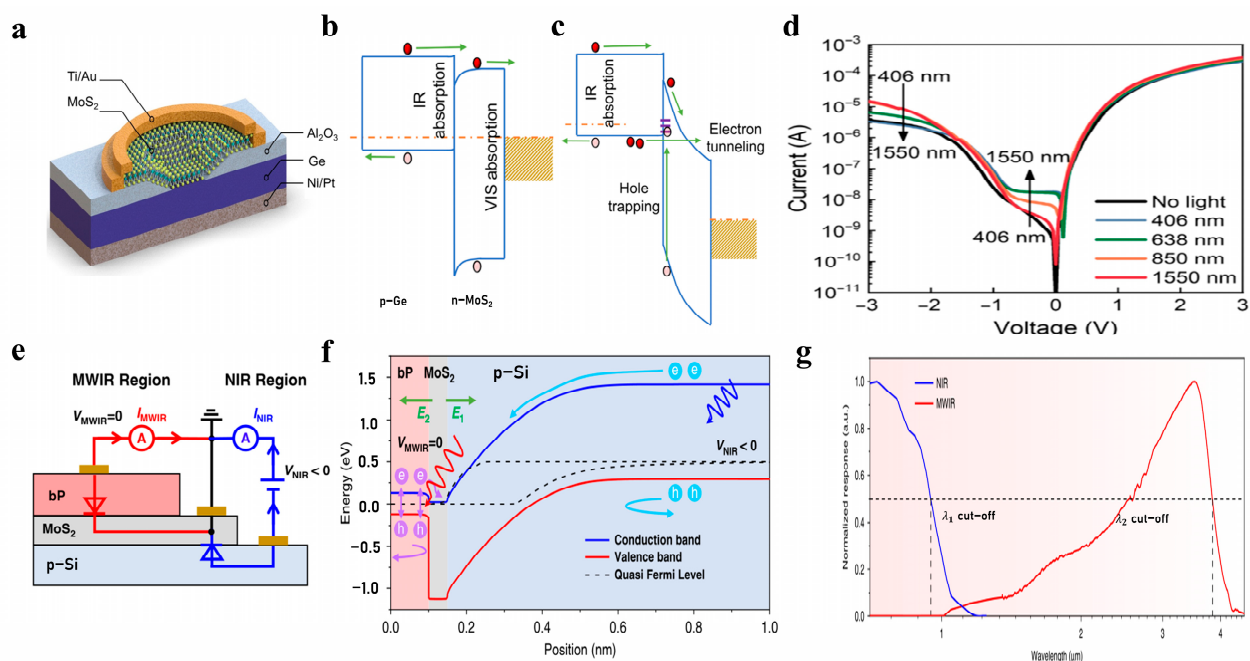 a
Ti/Au
MoS₂
Al₂O₃
Ge
NI/Pt
b
IR absorption
VIS absorption
p-Ge
n-MoS₂
c
IR
absorption
Electron
tunneling
Hole
trapping
d
Current (A)
10⁻³
10⁻⁴
10⁻⁵
10⁻⁶
10⁻⁷
10⁻⁸
10⁻⁹
10⁻¹⁰
10⁻¹¹
406 nm
1550 nm
1550 nm
406 nm
No light
406 nm
638 nm
850 nm
1550 nm
−3 −2 −1 0 1 2 3
Voltage (V)
e
MWIR Region
NIR Region
V_MWIR=0
I_MWIR
I_NIR
A
A
V_NIR < 0
bP
MoS₂
p-Si
f
bP MoS₂ p-Si
Energy (eV)
1.5
1.0
0.5
0.0
−0.5
−1.0
E₂
E₁
V_MWIR=0
V_NIR < 0
e e
e e
h h
h h
Conduction band
Valence band
Quasi Fermi Level
0.0 0.2 0.4 0.6 0.8 1.0
Position (nm)
g
Normalized response (a.u.)
1.0
0.8
0.6
0.4
0.2
0.0
NIR
MWIR
λ₁ cut-off
λ₂ cut-off
1 2 3 4
Wavelength (um)